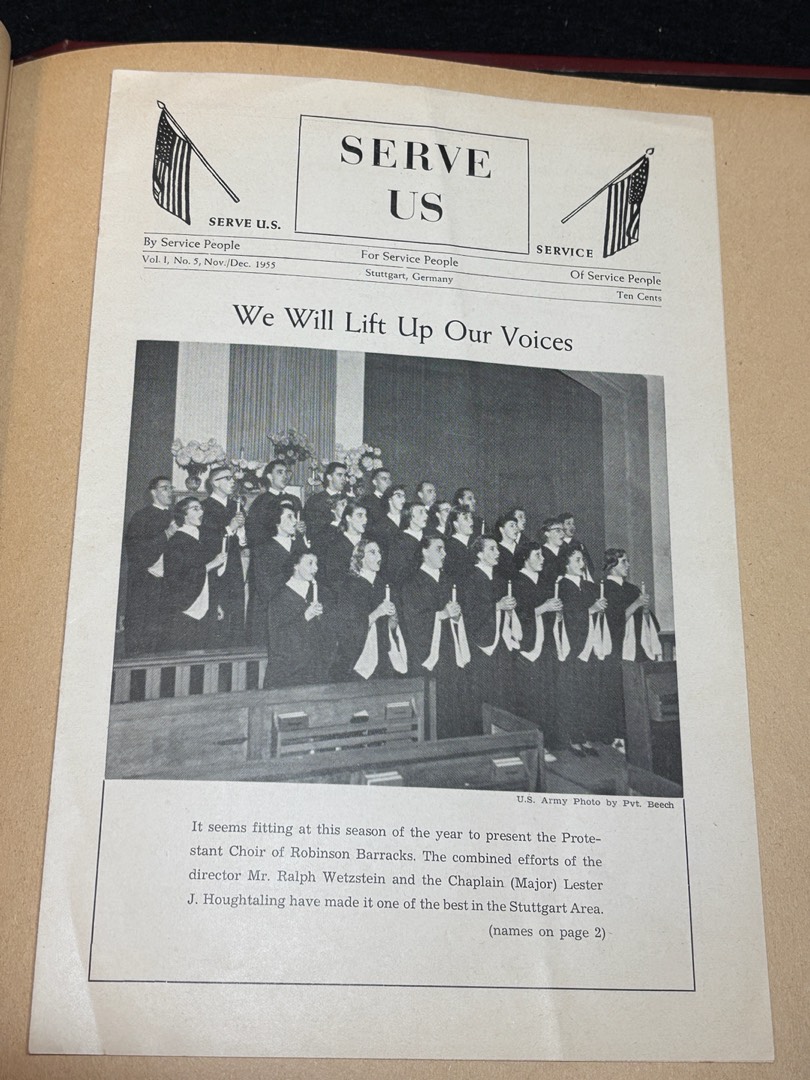 SERVE
US
SERVE U.S.
SERVICE
By Service People
For Service People
Of Service People
Vol. I, No. 5, Nov./Dec. 1955
Stuttgart, Germany
Ten Cents
We Will Lift Up Our Voices
U.S. Army Photo by Pvt. Beech
It seems fitting at this season of the year to present the Prote-
stant Choir of Robinson Barracks. The combined efforts of the
director Mr. Ralph Wetzstein and the Chaplain (Major) Lester
J. Houghtaling have made it one of the best in the Stuttgart Area.
(names on page 2)